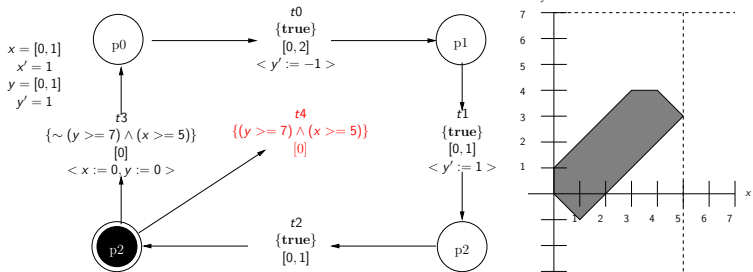 x = [0, 1]
x′ = 1
y = [0, 1]
y′ = 1
p0
t0
{true}
[0, 2]
< y′ := −1 >
p1
t3
{∼ (y >= 7) ∧ (x >= 5)}
[0]
< x := 0, y := 0 >
t4
{(y >= 7) ∧ (x >= 5)}
[0]
t1
{true}
[0, 1]
< y′ := 1 >
p2
t2
{true}
[0, 1]
p2
7
6
5
4
3
2
1
1 2 3 4 5 6 7
x